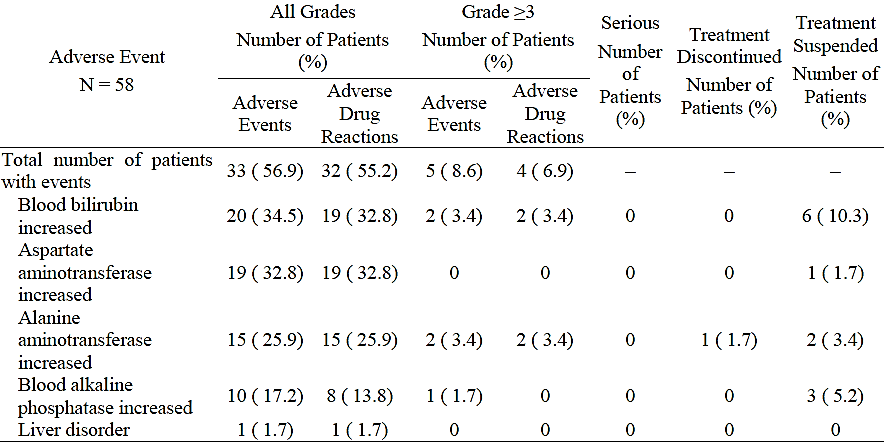 Adverse Event
N = 58
All Grades
Number of Patients
(%)
Grade ≥3
Number of Patients
(%)
Serious
Number
of
Patients
(%)
Treatment
Discontinued
Number of
Patients (%)
Treatment
Suspended
Number of
Patients
(%)
Adverse
Events
Adverse
Drug
Reactions
Adverse
Events
Adverse
Drug
Reactions
Total number of patients
with events
33 ( 56.9) 32 ( 55.2) 5 ( 8.6) 4 ( 6.9) – – –
Blood bilirubin
increased
20 ( 34.5) 19 ( 32.8) 2 ( 3.4) 2 ( 3.4) 0 0 6 ( 10.3)
Aspartate
aminotransferase
increased
19 ( 32.8) 19 ( 32.8) 0 0 0 0 1 ( 1.7)
Alanine
aminotransferase
increased
15 ( 25.9) 15 ( 25.9) 2 ( 3.4) 2 ( 3.4) 0 1 ( 1.7) 2 ( 3.4)
Blood alkaline
phosphatase increased
10 ( 17.2) 8 ( 13.8) 1 ( 1.7) 0 0 0 3 ( 5.2)
Liver disorder 1 ( 1.7) 1 ( 1.7) 0 0 0 0 0